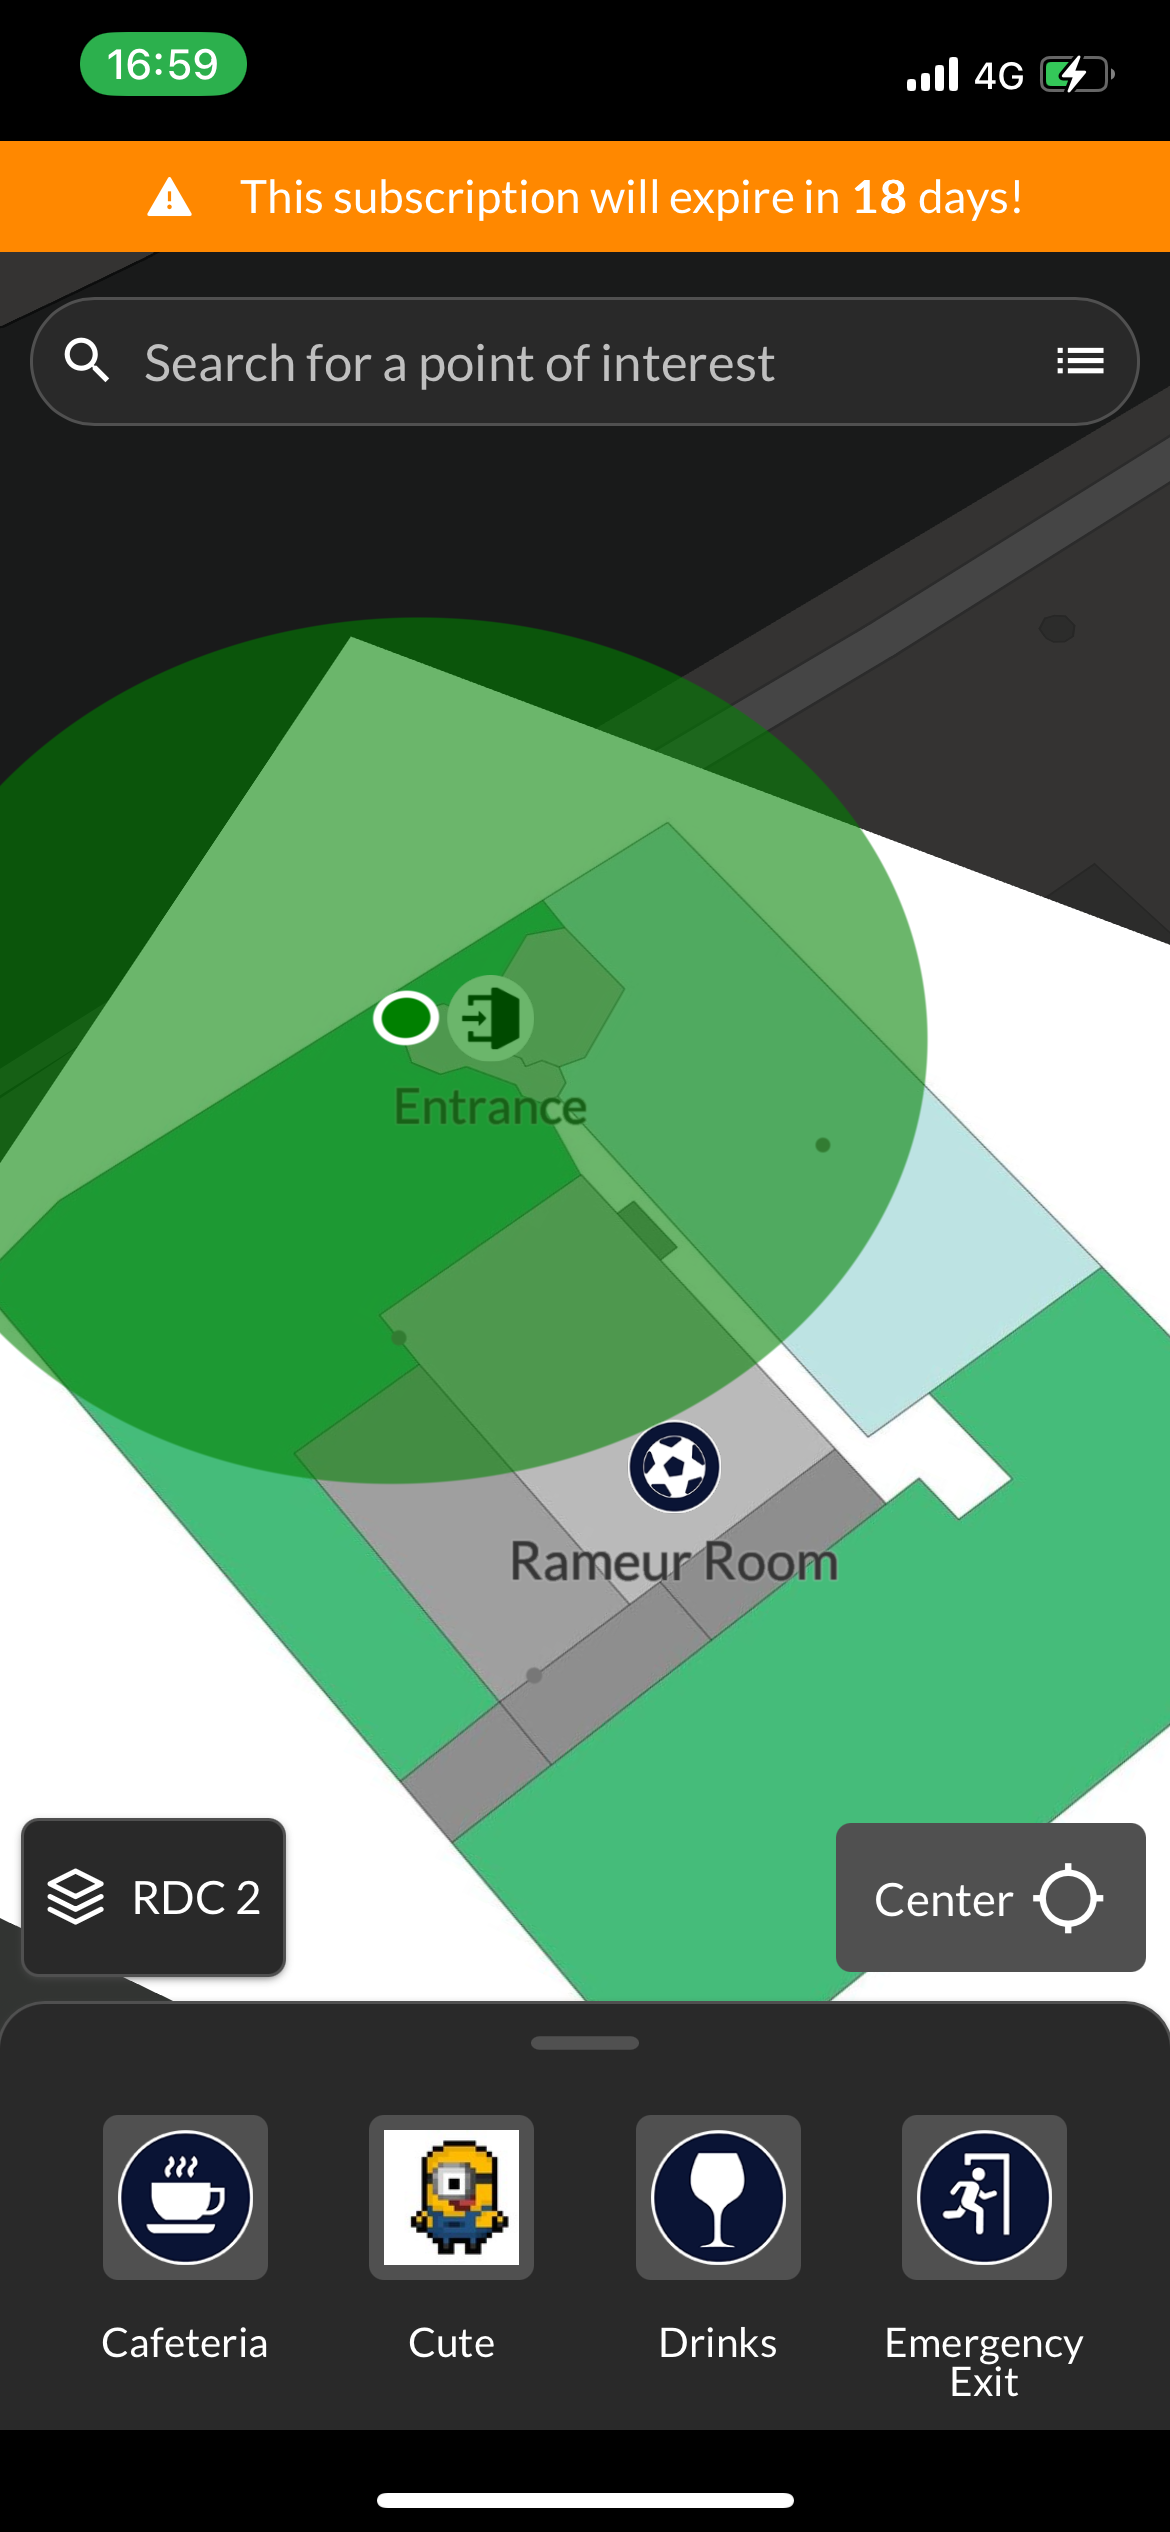 16:59
4G
This subscription will expire in 18 days!
Search for a point of interest
Entrance
Rameur Room
RDC 2
Center
Cafeteria
Cute
Drinks
Emergency
Exit